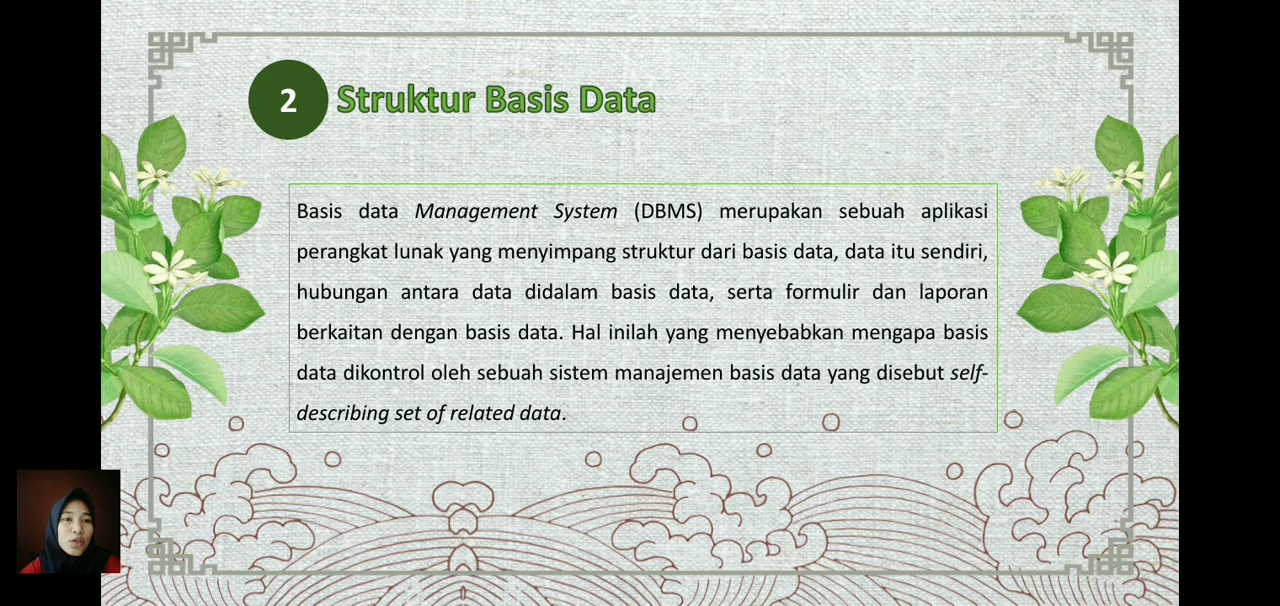 2
Struktur Basis Data
Basis data Management System (DBMS) merupakan sebuah aplikasi
perangkat lunak yang menyimpang struktur dari basis data, data itu sendiri,
hubungan antara data didalam basis data, serta formulir dan laporan
berkaitan dengan basis data. Hal inilah yang menyebabkan mengapa basis
data dikontrol oleh sebuah sistem manajemen basis data yang disebut self-
describing set of related data.